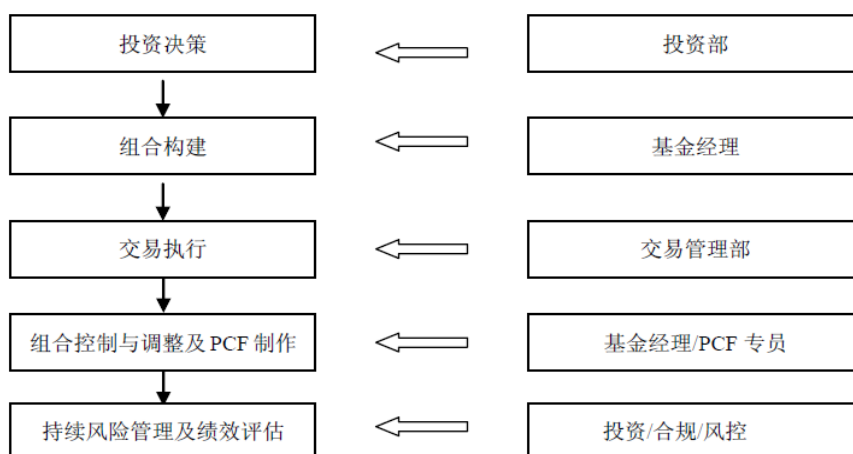 投资决策
投资部
组合构建
基金经理
交易执行
交易管理部
组合控制与调整及 PCF 制作
基金经理/PCF 专员
持续风险管理及绩效评估
投资/合规/风控